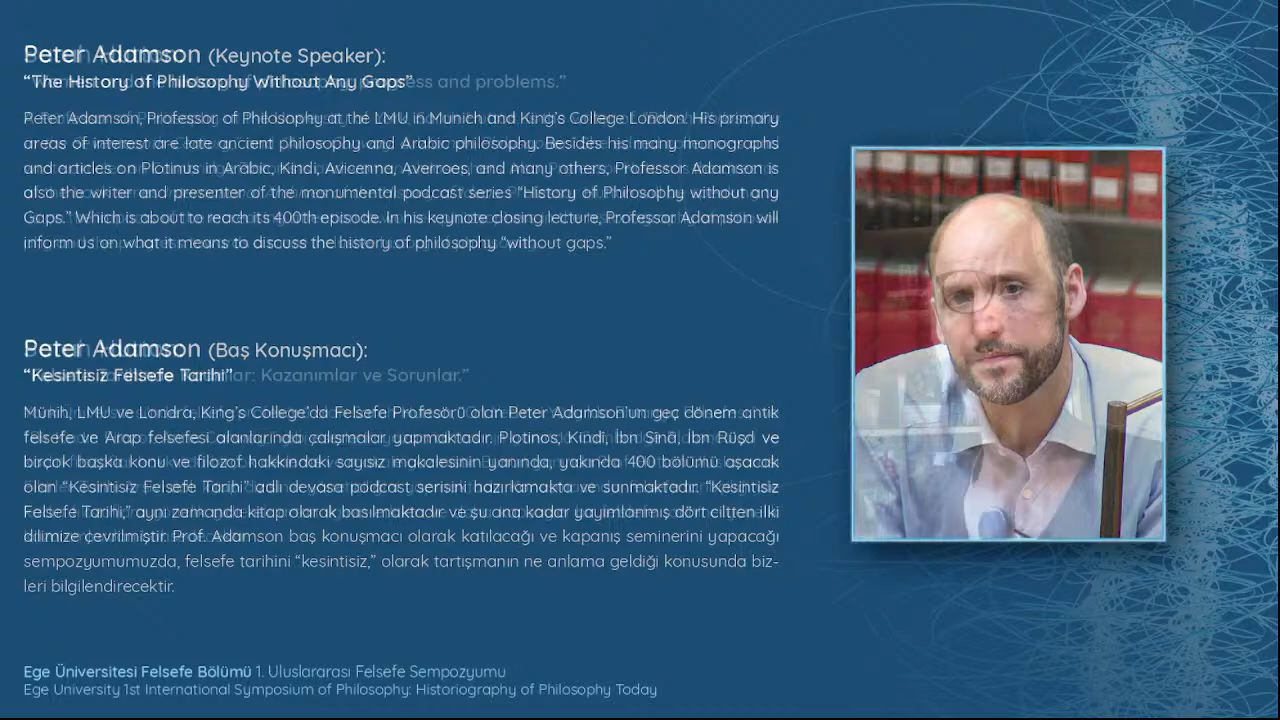 Peter Adamson (Keynote Speaker):
“The History of Philosophy Without Any Gaps”
Peter Adamson, Professor of Philosophy at the LMU in Munich and King’s College London His primary
areas of interest are late ancient philosophy and Arabic philosophy. Besides his many monographs
and articles on Plotinus in Arabic, Kindi, Avicenna, Averroes, and many others, Professor Adamson is
also the writer and presenter of the monumental podcast series “History of Philosophy without any
Gaps.” Which is about to reach its 400th episode. In his keynote closing lecture, Professor Adamson will
inform us on what it means to discuss the history of philosophy “without gaps.”
Peter Adamson (Baş Konuşmacı):
“Kesintisiz Felsefe Tarihi”
Münih, LMU ve Londra, King’s College’da Felsefe Profesörü olan Peter Adamson’un geç dönem antik
felsefe ve Arap felsefesi alanlarında çalışmalar yapmaktadır. Plotinos, Kindi, İbn Sînâ, İbn Rüşd ve
birçok başka konu ve filozof hakkındaki sayısız makalesinin yanında, yakında 400 bölümü aşacak
olan “Kesintisiz Felsefe Tarihi” adlı devasa podcast serisini hazırlamakta ve sunmaktadır. “Kesintisiz
Felsefe Tarihi,” aynı zamanda kitap olarak basılmaktadır ve şu ana kadar yayımlanmış dört ciltten ilki
dilimize çevrilmiştir. Prof. Adamson baş konuşmacı olarak katılacağı ve kapanış seminerini yapacağı
sempozyumumuzda, felsefe tarihini “kesintisiz,” olarak tartışmanın ne anlama geldiği konusunda biz-
leri bilgilendirecektir.
Ege Üniversitesi Felsefe Bölümü 1. Uluslararası Felsefe Sempozyumu
Ege University 1st International Symposium of Philosophy: Historiography of Philosophy Today